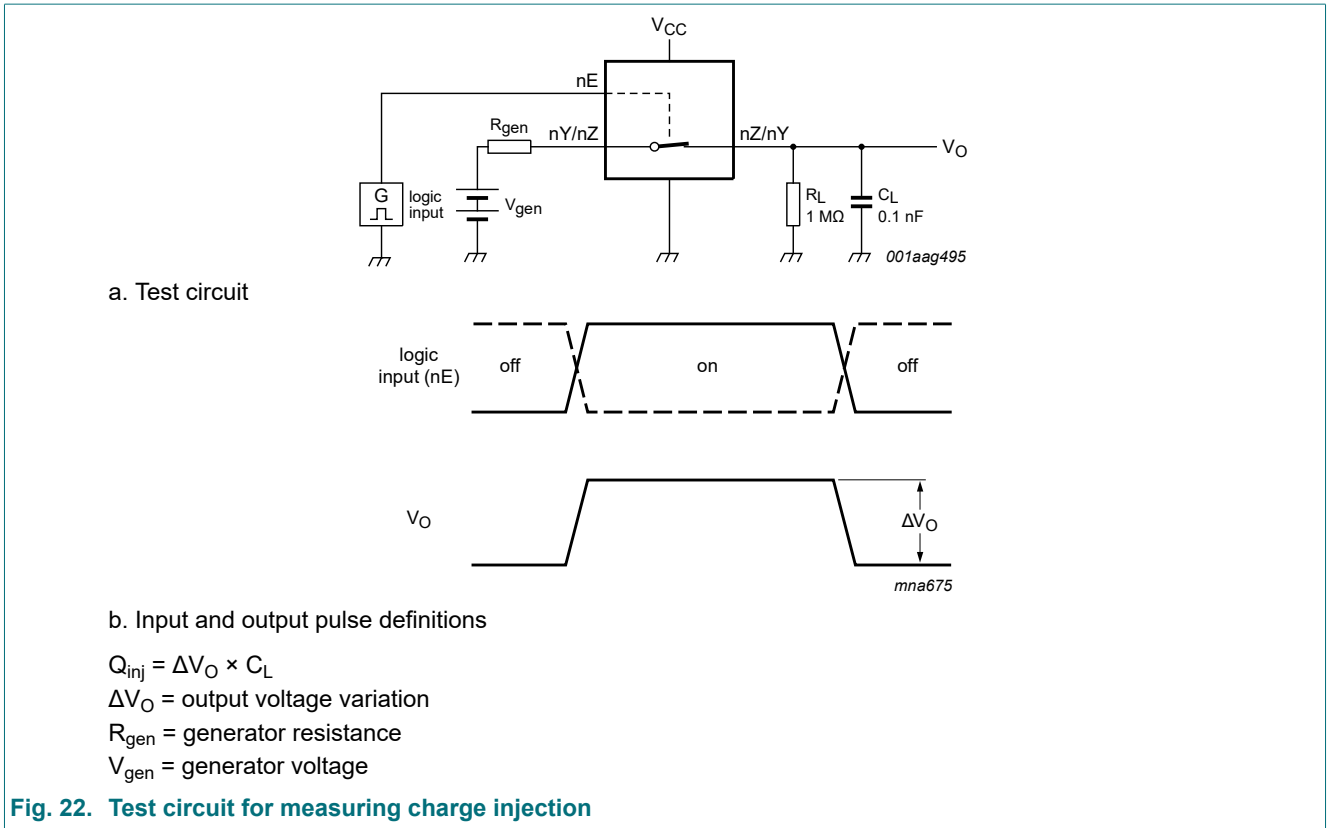 VCC
nE
Rgen
nY/nZ
nZ/nY
VO
G
logic
input
Vgen
RL
1 MΩ
CL
0.1 nF
001aag495
a. Test circuit
logic
input (nE)
off
on
off
VO
ΔVO
mna675
b. Input and output pulse definitions
Qinj = ΔVO × CL
ΔVO = output voltage variation
Rgen = generator resistance
Vgen = generator voltage
Fig. 22. Test circuit for measuring charge injection